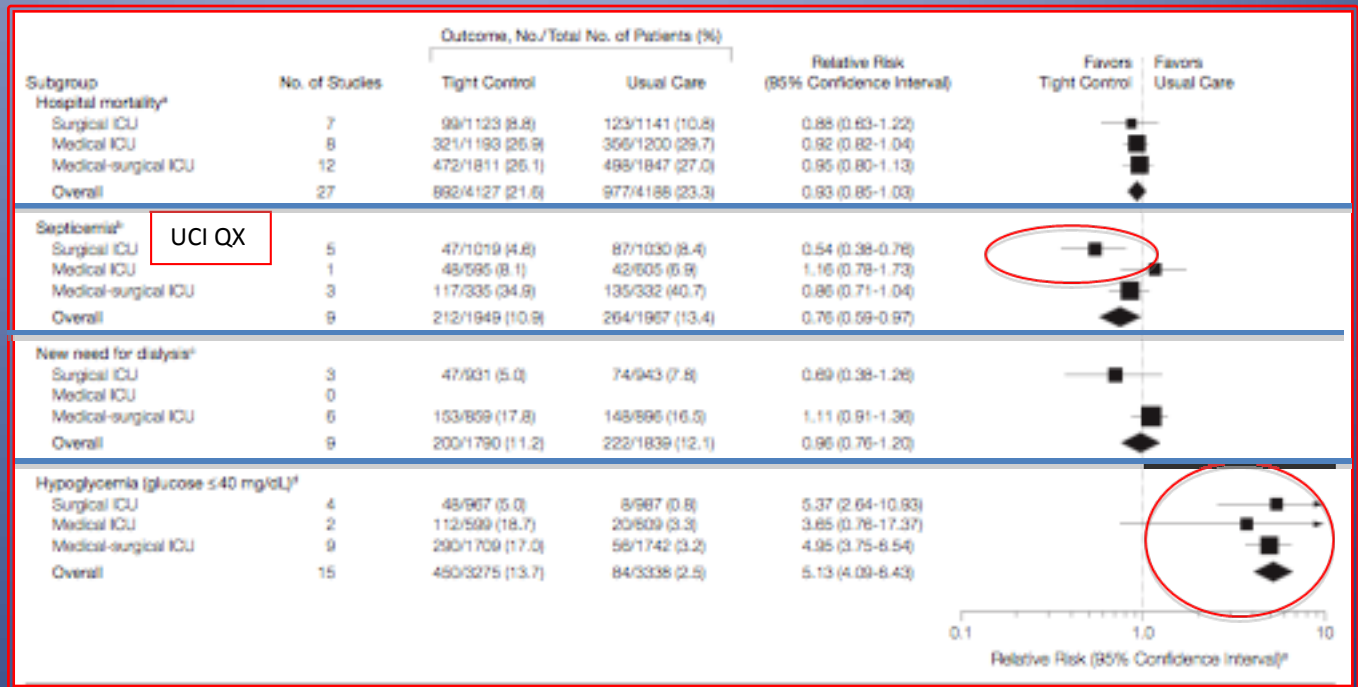 Outcome, No./Total No. of Patients (%)
Subgroup No. of Studies Tight Control Usual Care Relative Risk (95% Confidence Interval) Favors Tight Control Favors Usual Care
Hospital mortalityᵃ
Surgical ICU 7 99/1123 (8.8) 123/1141 (10.8) 0.88 (0.63-1.22)
Medical ICU 8 321/1193 (26.9) 356/1200 (29.7) 0.92 (0.82-1.04)
Medical-surgical ICU 12 472/1811 (26.1) 498/1847 (27.0) 0.95 (0.80-1.13)
Overall 27 892/4127 (21.6) 977/4188 (23.3) 0.93 (0.85-1.03)
Septicemiaᵇ
UCI QX
Surgical ICU 5 47/1019 (4.6) 87/1030 (8.4) 0.54 (0.38-0.76)
Medical ICU 1 48/595 (8.1) 42/605 (6.9) 1.16 (0.78-1.73)
Medical-surgical ICU 3 117/335 (34.9) 135/332 (40.7) 0.86 (0.71-1.04)
Overall 9 212/1949 (10.9) 264/1967 (13.4) 0.76 (0.59-0.97)
New need for dialysisᶜ
Surgical ICU 3 47/931 (5.0) 74/943 (7.8) 0.69 (0.38-1.26)
Medical ICU 0
Medical-surgical ICU 6 153/859 (17.8) 148/896 (16.5) 1.11 (0.91-1.36)
Overall 9 200/1790 (11.2) 222/1839 (12.1) 0.96 (0.76-1.20)
Hypoglycemia (glucose ≤40 mg/dL)ᵈ
Surgical ICU 4 48/967 (5.0) 8/987 (0.8) 5.37 (2.64-10.93)
Medical ICU 2 112/599 (18.7) 20/609 (3.3) 3.65 (0.76-17.37)
Medical-surgical ICU 9 290/1709 (17.0) 56/1742 (3.2) 4.95 (3.75-6.54)
Overall 15 450/3275 (13.7) 84/3338 (2.5) 5.13 (4.09-6.43)
0.1 1.0 10
Relative Risk (95% Confidence Interval)ᵉ